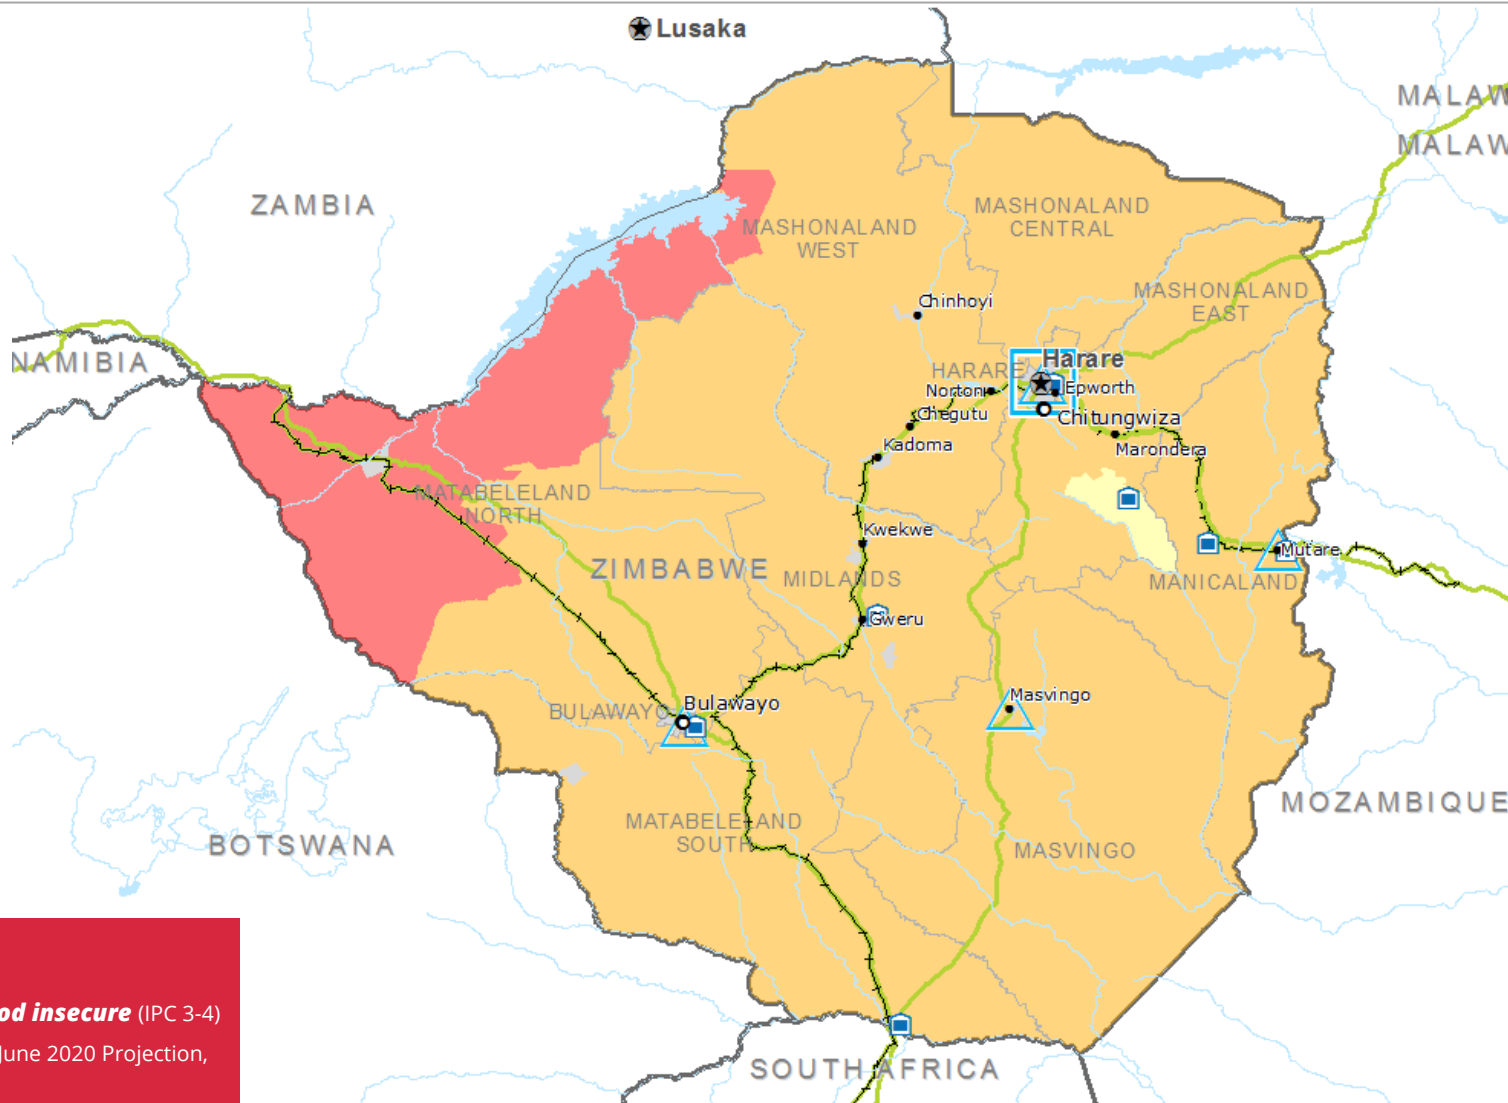 Lusaka
MALAW
MALAW
ZAMBIA
MASHONALAND
CENTRAL
MASHONALAND
WEST
MASHONALAND
EAST
Chinhoyi
NAMIBIA
Harare
HARARE
Norton
Epworth
Chegutu
Chitungwiza
Kadoma
Marondera
MATABELELAND
NORTH
Kwekwe
Mutare
ZIMBABWE
MIDLANDS
MANICALAND
Gweru
Masvingo
BULAWAYO
Bulawayo
MOZAMBIQUE
MATABELELAND
SOUTH
BOTSWANA
MASVINGO
od insecure (IPC 3-4)
June 2020 Projection,
SOUTH AFRICA